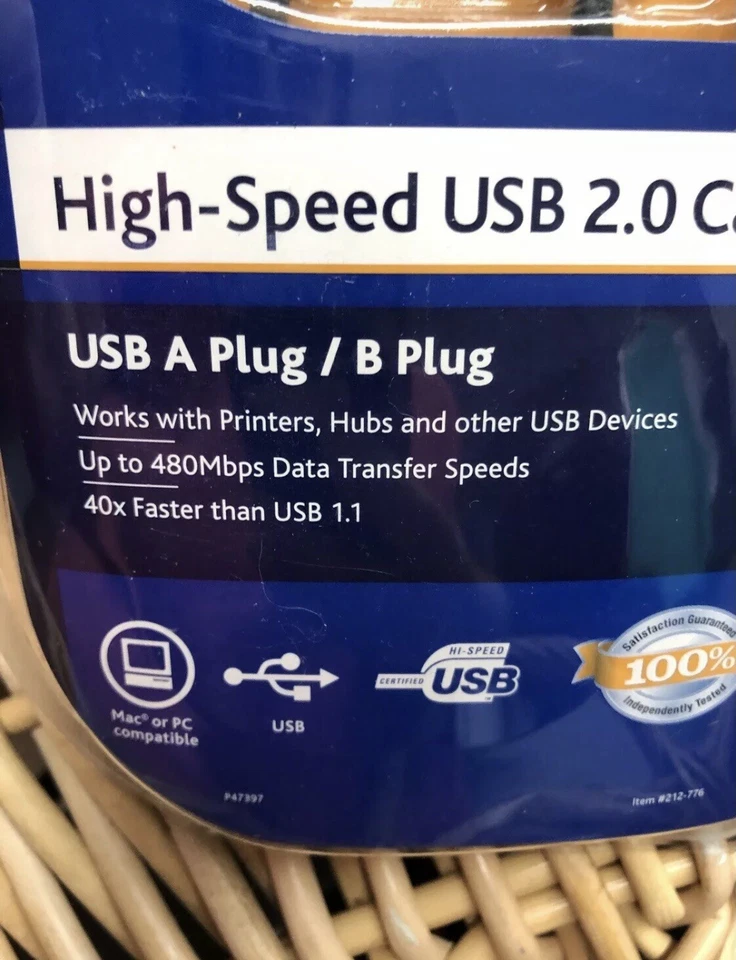 High-Speed USB 2.0
USB A Plug / B Plug
Works with Printers, Hubs and other USB Devices
Up to 480Mbps Data Transfer Speeds
40x Faster than USB 1.1
Mac® or PC
compatible
USB
HI-SPEED
CERTIFIED USB
Satisfaction Guaranteed
100%
Independently Tested
P47397
Item #212-776